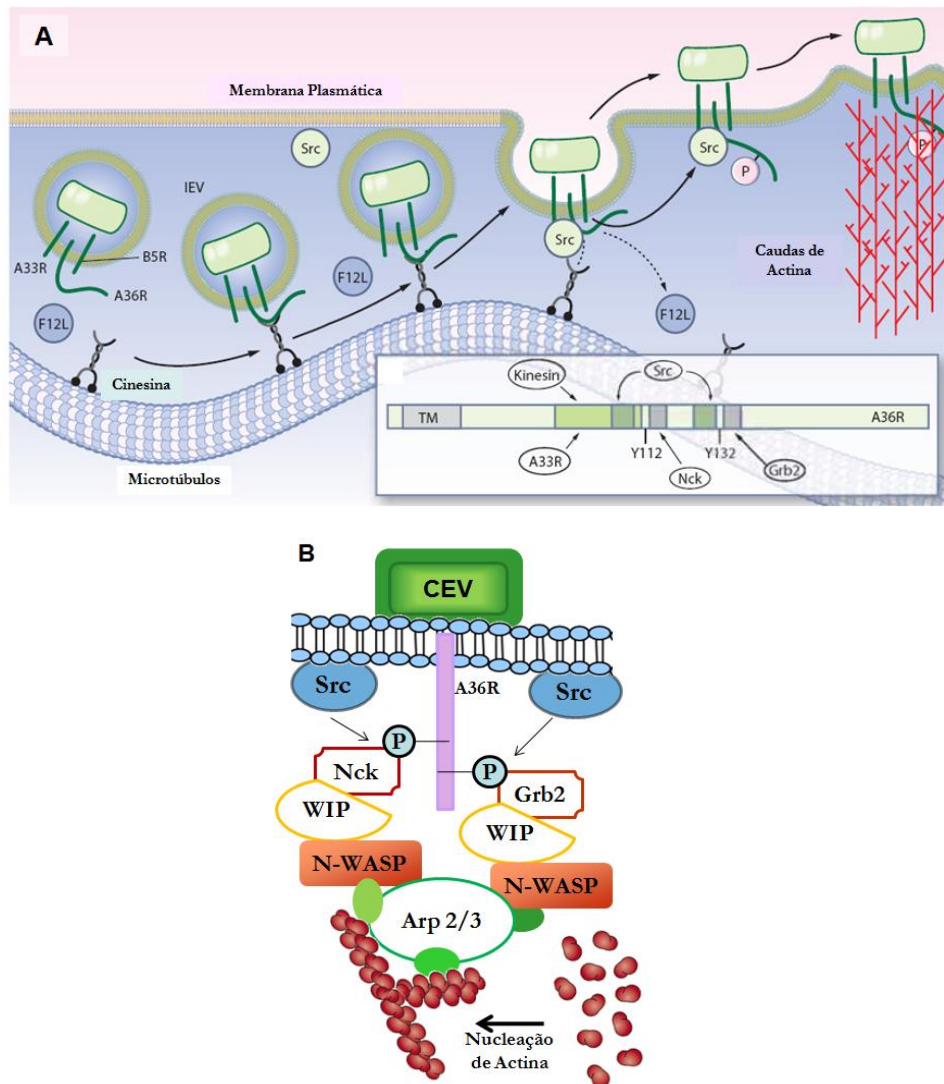 A
Membrana Plasmática
Src
IEV
A33R
B5R
A36R
F12L
F12L
Src
F12L
Src
P
P
Caudas de
Actina
Cinesina
Microtúbulos
Kinesin
Src
TM
A36R
A33R
Y112
Nck
Y132
Grb2
B
CEV
Src
A36R
Src
P
Nck
P
Grb2
WIP
WIP
N-WASP
N-WASP
Arp 2/3
Nucleação
de Actina